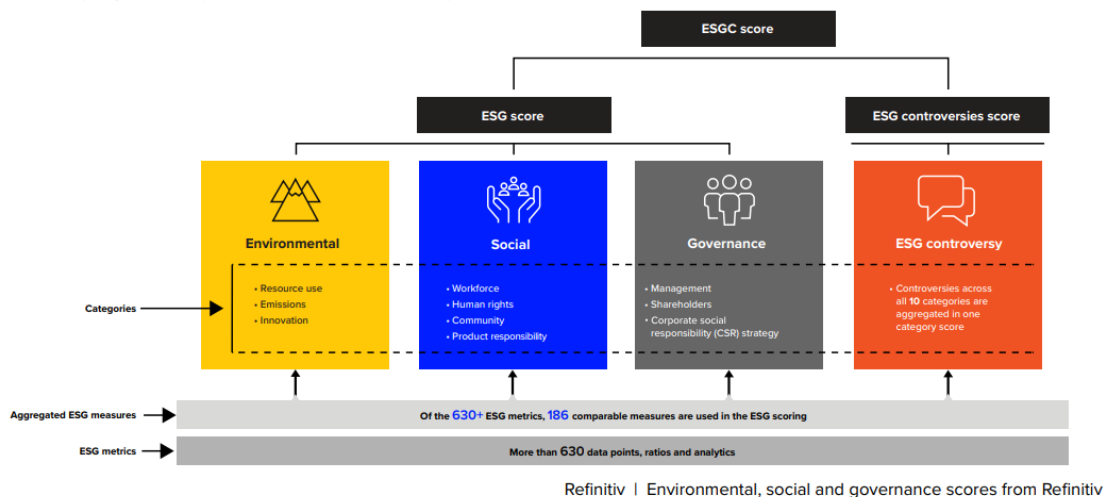 ESGC score
ESG score
ESG controversies score
Environmental
Social
Governance
ESG controversy
Categories
• Resource use
• Emissions
• Innovation
• Workforce
• Human rights
• Community
• Product responsibility
• Management
• Shareholders
• Corporate social
responsibility (CSR) strategy
• Controversies across
all 10 categories are
aggregated in one
category score
Aggregated ESG measures
Of the 630+ ESG metrics, 186 comparable measures are used in the ESG scoring
ESG metrics
More than 630 data points, ratios and analytics
Refinitiv | Environmental, social and governance scores from Refinitiv